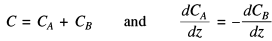 C = C_A + C_B and dC_A/dz = -dC_B/dz